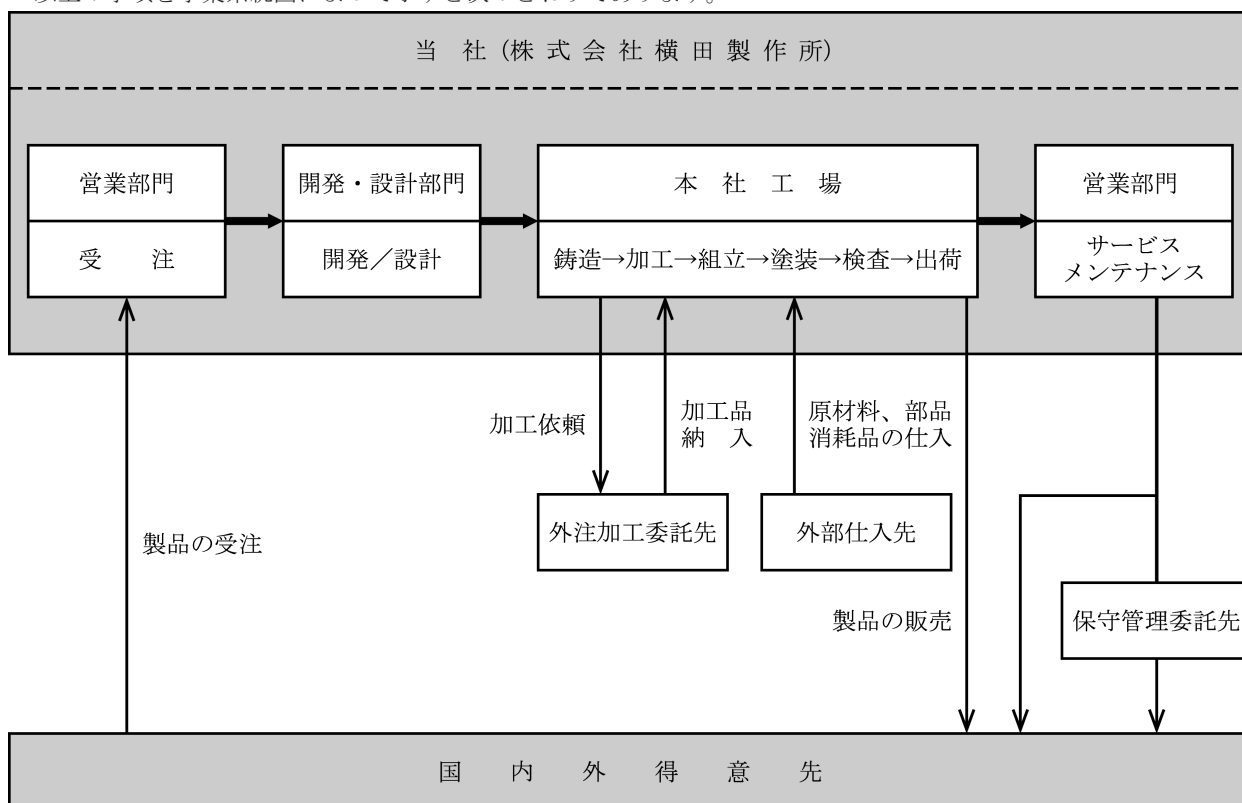 当社(株式会社横田製作所)
営業部門
受注
開発・設計部門
開発／設計
本社工場
鋳造→加工→組立→塗装→検査→出荷
営業部門
サービス
メンテナンス
加工依頼
加工品
納入
原材料、部品
消耗品の仕入
外注加工委託先
外部仕入先
製品の受注
製品の販売
保守管理委託先
国内外得意先